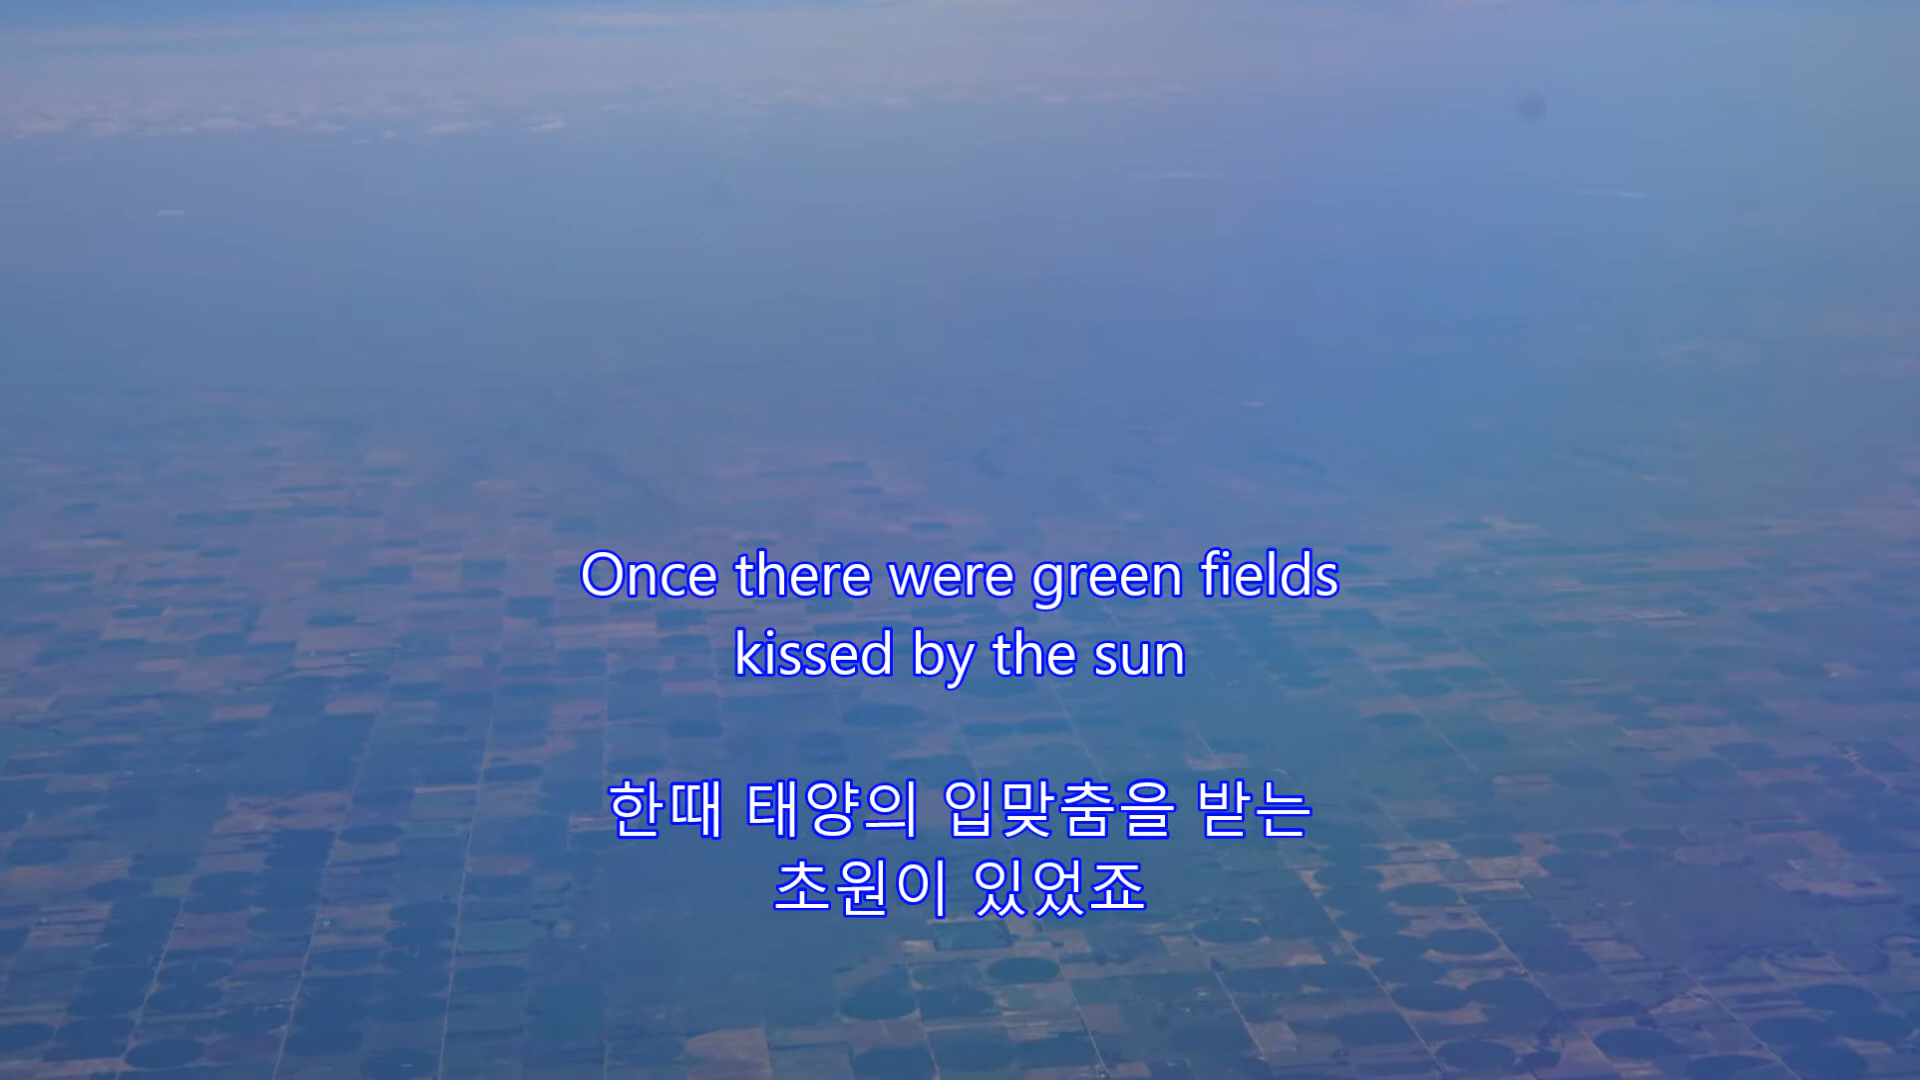 Once there were green fields
kissed by the sun
한때 태양의 입맞춤을 받는
초원이 있었죠